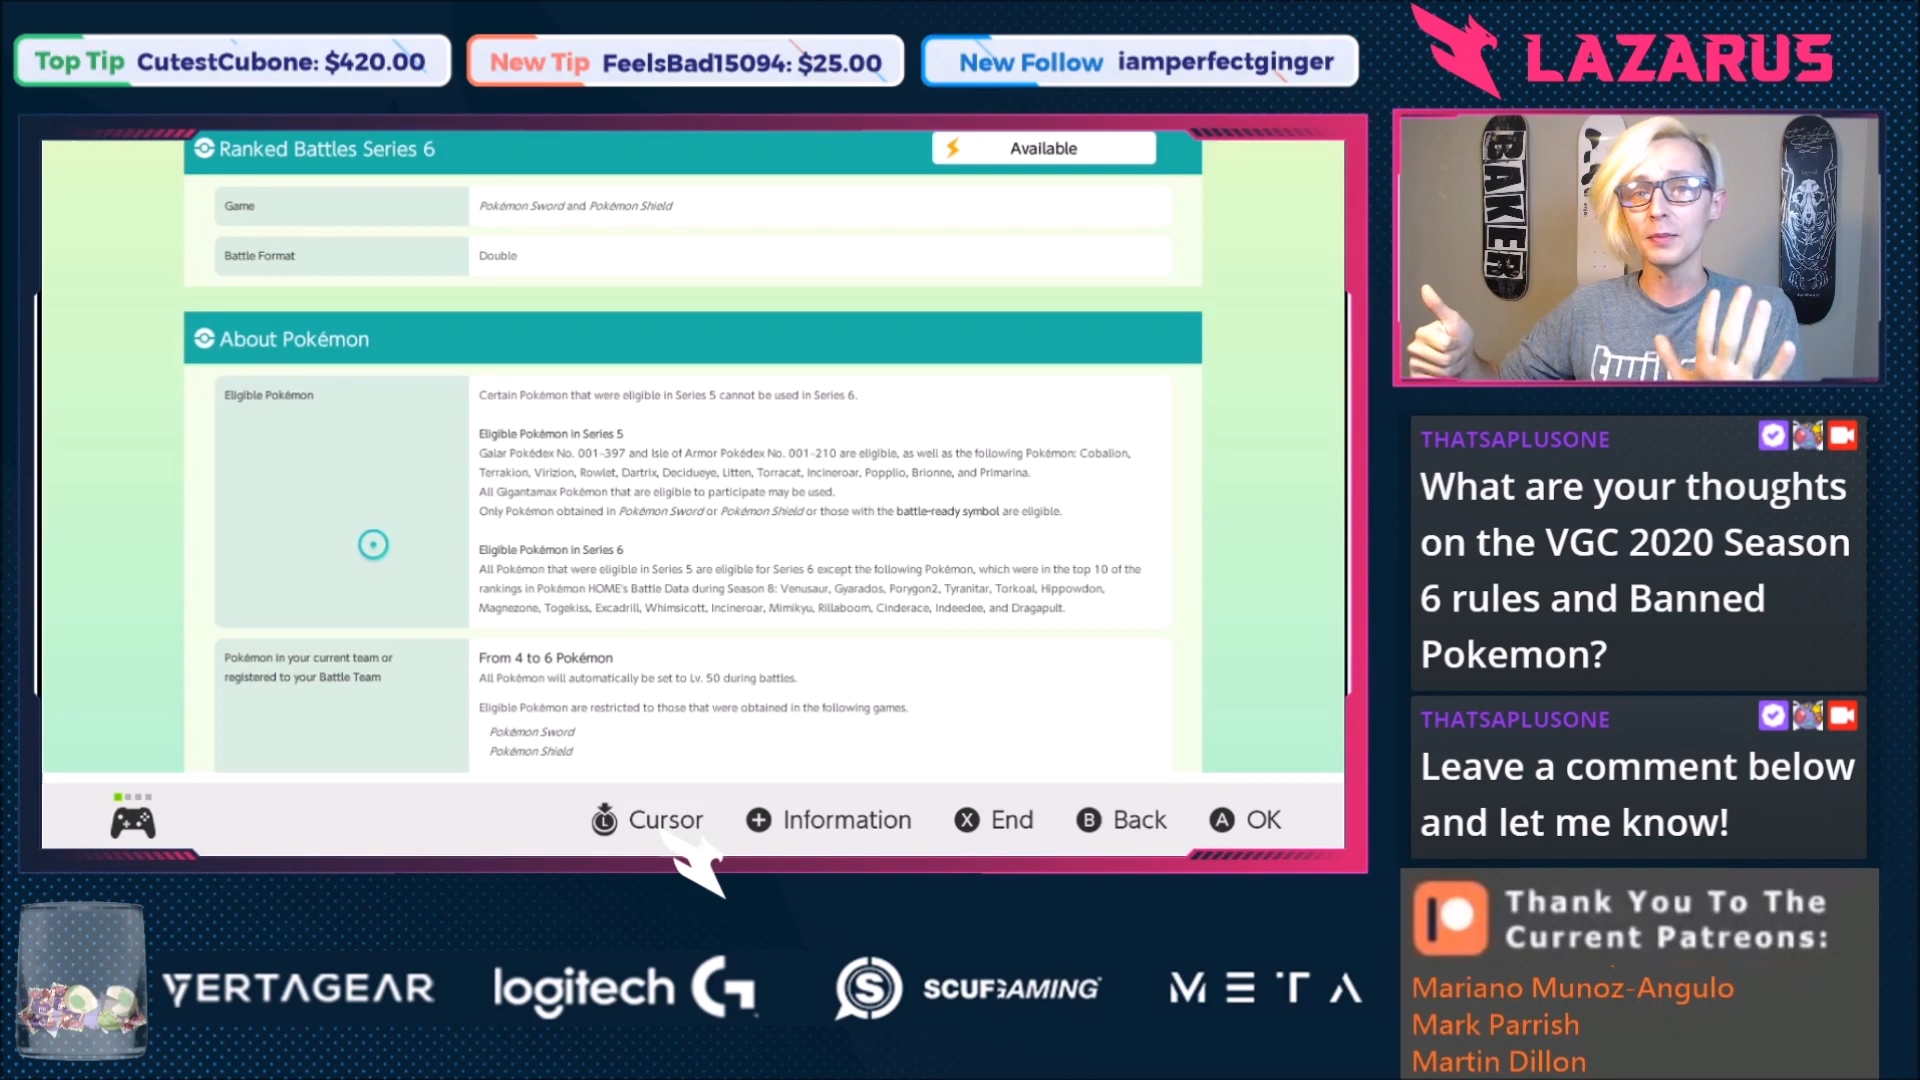 Top Tip CutestCubone: $420.00
New Tip FeelsBad15094: $25.00
New Follow iamperfectginger
LAZARUS
Ranked Battles Series 6
Available
Game
Pokémon Sword and Pokémon Shield
Battle Format
Double
About Pokémon
Eligible Pokémon
Certain Pokémon that were eligible in Series 5 cannot be used in Series 6.
Eligible Pokémon in Series 5
Galar Pokédex No. 001-397 and Isle of Armor Pokédex No. 001-210 are eligible, as well as the following Pokémon: Cobalion,
Terrakion, Virizion, Rowlet, Dartrix, Decidueye, Litten, Torracat, Incineroar, Popplio, Brionne, and Primarina.
All Gigantamax Pokémon that are eligible to participate may be used.
Only Pokémon obtained in Pokémon Sword or Pokémon Shield or those with the battle-ready symbol are eligible.
Eligible Pokémon in Series 6
All Pokémon that were eligible in Series 5 are eligible for Series 6 except the following Pokémon, which were in the top 10 of the
rankings in Pokémon HOME's Battle Data during Season 8: Venusaur, Gyarados, Porygon2, Tyranitar, Torkoal, Hippowdon,
Magnezone, Togekiss, Excadrill, Whimsicott, Incineroar, Mimikyu, Rillaboom, Cinderace, Indeedee, and Dragapult.
Pokémon in your current team or
registered to your Battle Team
From 4 to 6 Pokémon
All Pokémon will automatically be set to Lv. 50 during battles.
Eligible Pokémon are restricted to those that were obtained in the following games.
Pokémon Sword
Pokémon Shield
L Cursor
+ Information
X End
B Back
A OK
BAKER
THATSAPLUSONE
What are your thoughts
on the VGC 2020 Season
6 rules and Banned
Pokemon?
THATSAPLUSONE
Leave a comment below
and let me know!
Thank You To The
Current Patreons:
Mariano Munoz-Angulo
Mark Parrish
Martin Dillon
VERTAGEAR
logitech G
S SCUFGAMING
META